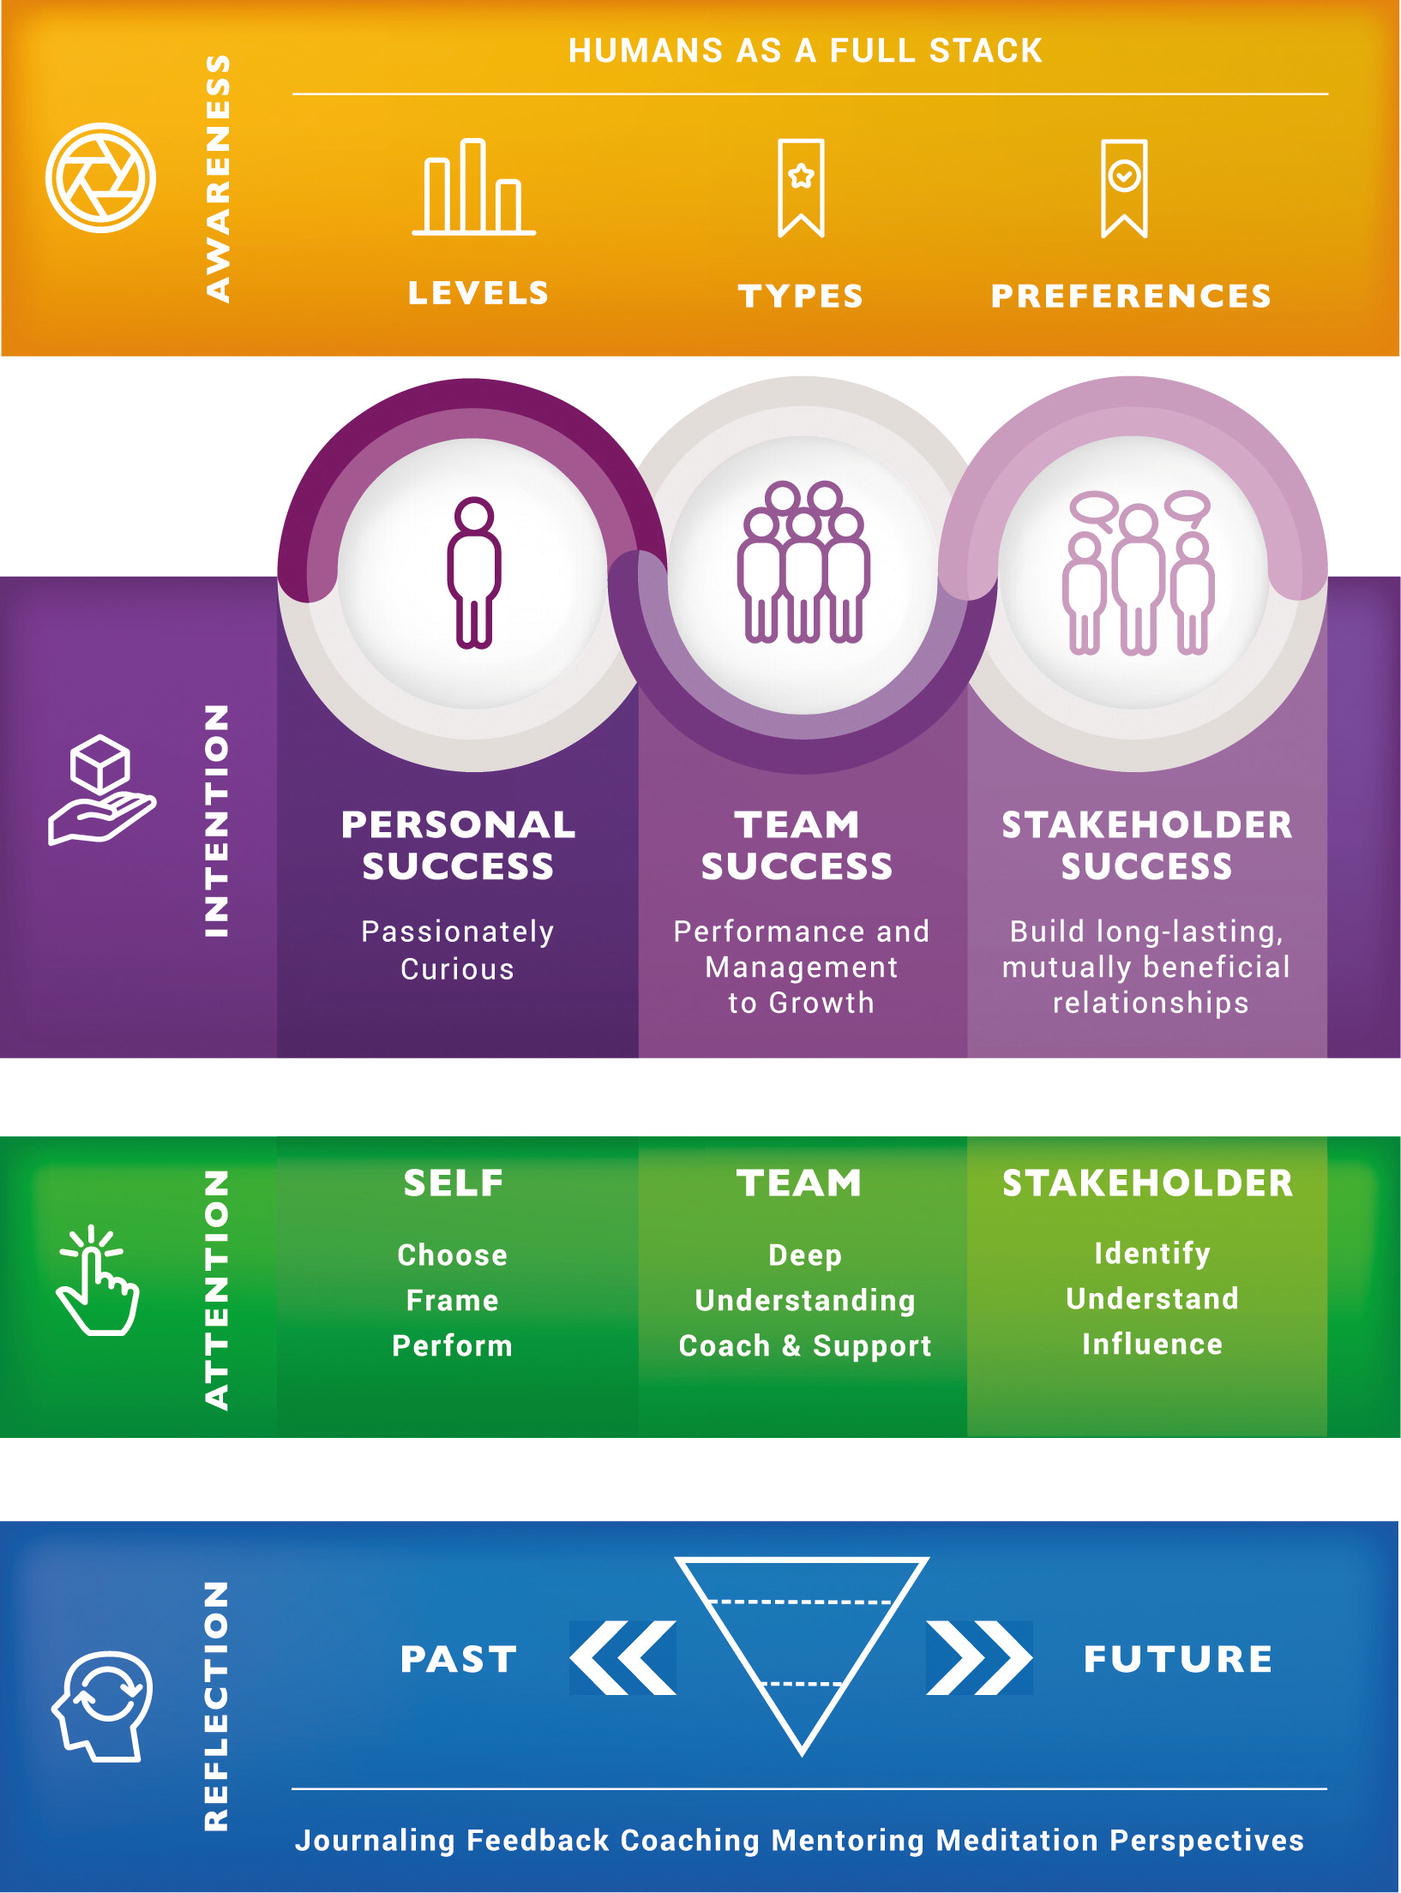 HUMANS AS A FULL STACK
AWARENESS
LEVELS
TYPES
PREFERENCES
INTENTION
PERSONAL
SUCCESS
Passionately
Curious
TEAM
SUCCESS
Performance and
Management
to Growth
STAKEHOLDER
SUCCESS
Build long-lasting,
mutually beneficial
relationships
ATTENTION
SELF
Choose
Frame
Perform
TEAM
Deep
Understanding
Coach & Support
STAKEHOLDER
Identify
Understand
Influence
REFLECTION
PAST
FUTURE
Journaling Feedback Coaching Mentoring Meditation Perspectives